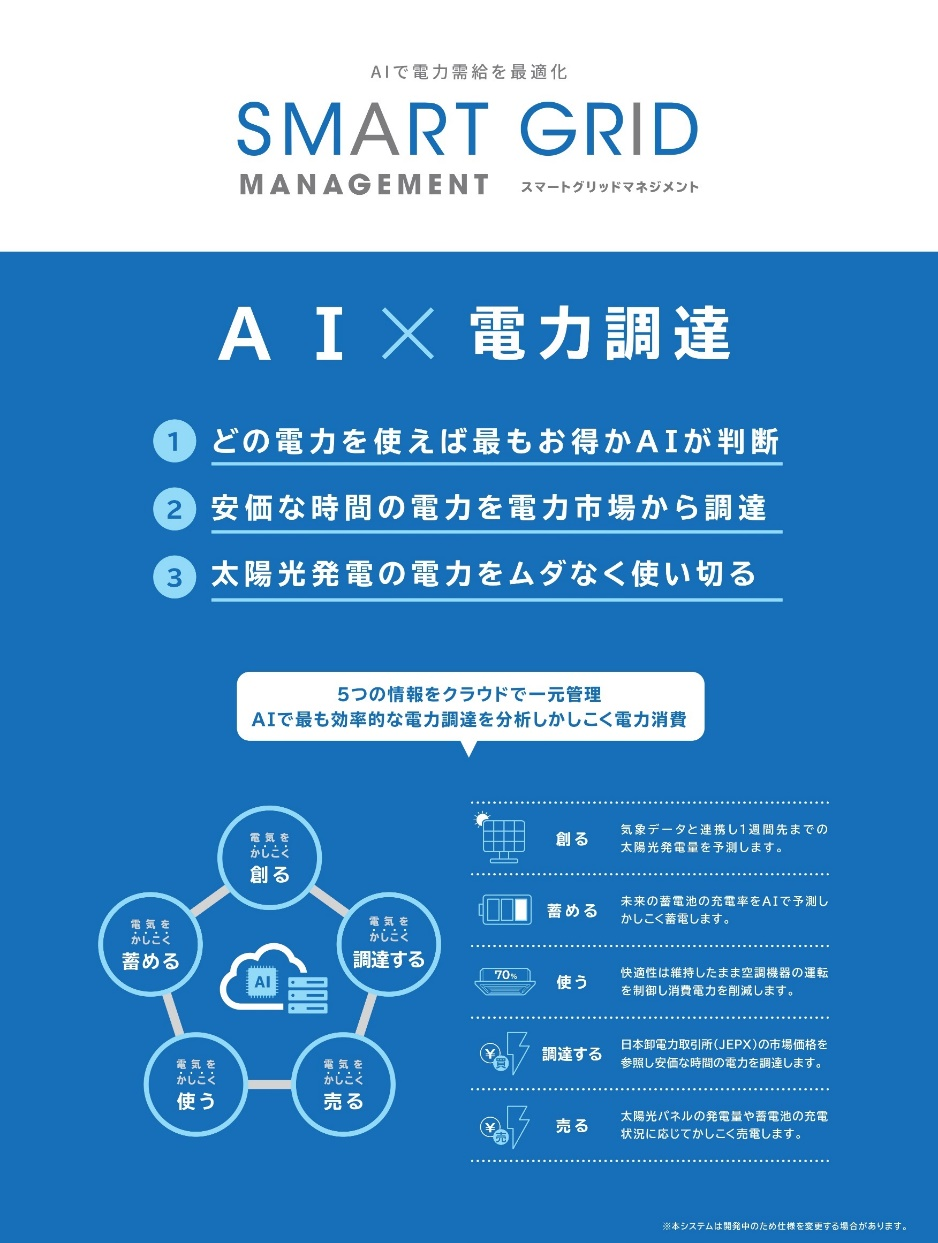 AIで電力需給を最適化
SMART GRID
MANAGEMENT スマートグリッドマネジメント
AI×電力調達
1 どの電力を使えば最もお得かAIが判断
2 安価な時間の電力を電力市場から調達
3 太陽光発電の電力をムダなく使い切る
5つの情報をクラウドで一元管理
AIで最も効率的な電力調達を分析しかしこく電力消費
電気を
かしこく
創る
電気を
かしこく
蓄める
電気を
かしこく
調達する
AI
電気を
かしこく
使う
電気を
かしこく
売る
創る
気象データと連携し1週間先までの
太陽光発電量を予測します。
蓄める
未来の蓄電池の充電率をAIで予測し
かしこく蓄電します。
70%
使う
快適性は維持したまま空調機器の運転
を制御し消費電力を削減します。
¥ 買
調達する
日本卸電力取引所(JEPX)の市場価格を
参照し安価な時間の電力を調達します。
¥ 売
売る
太陽光パネルの発電量や蓄電池の充電
状況に応じてかしこく売電します。
※本システムは開発中のため仕様を変更する場合があります。